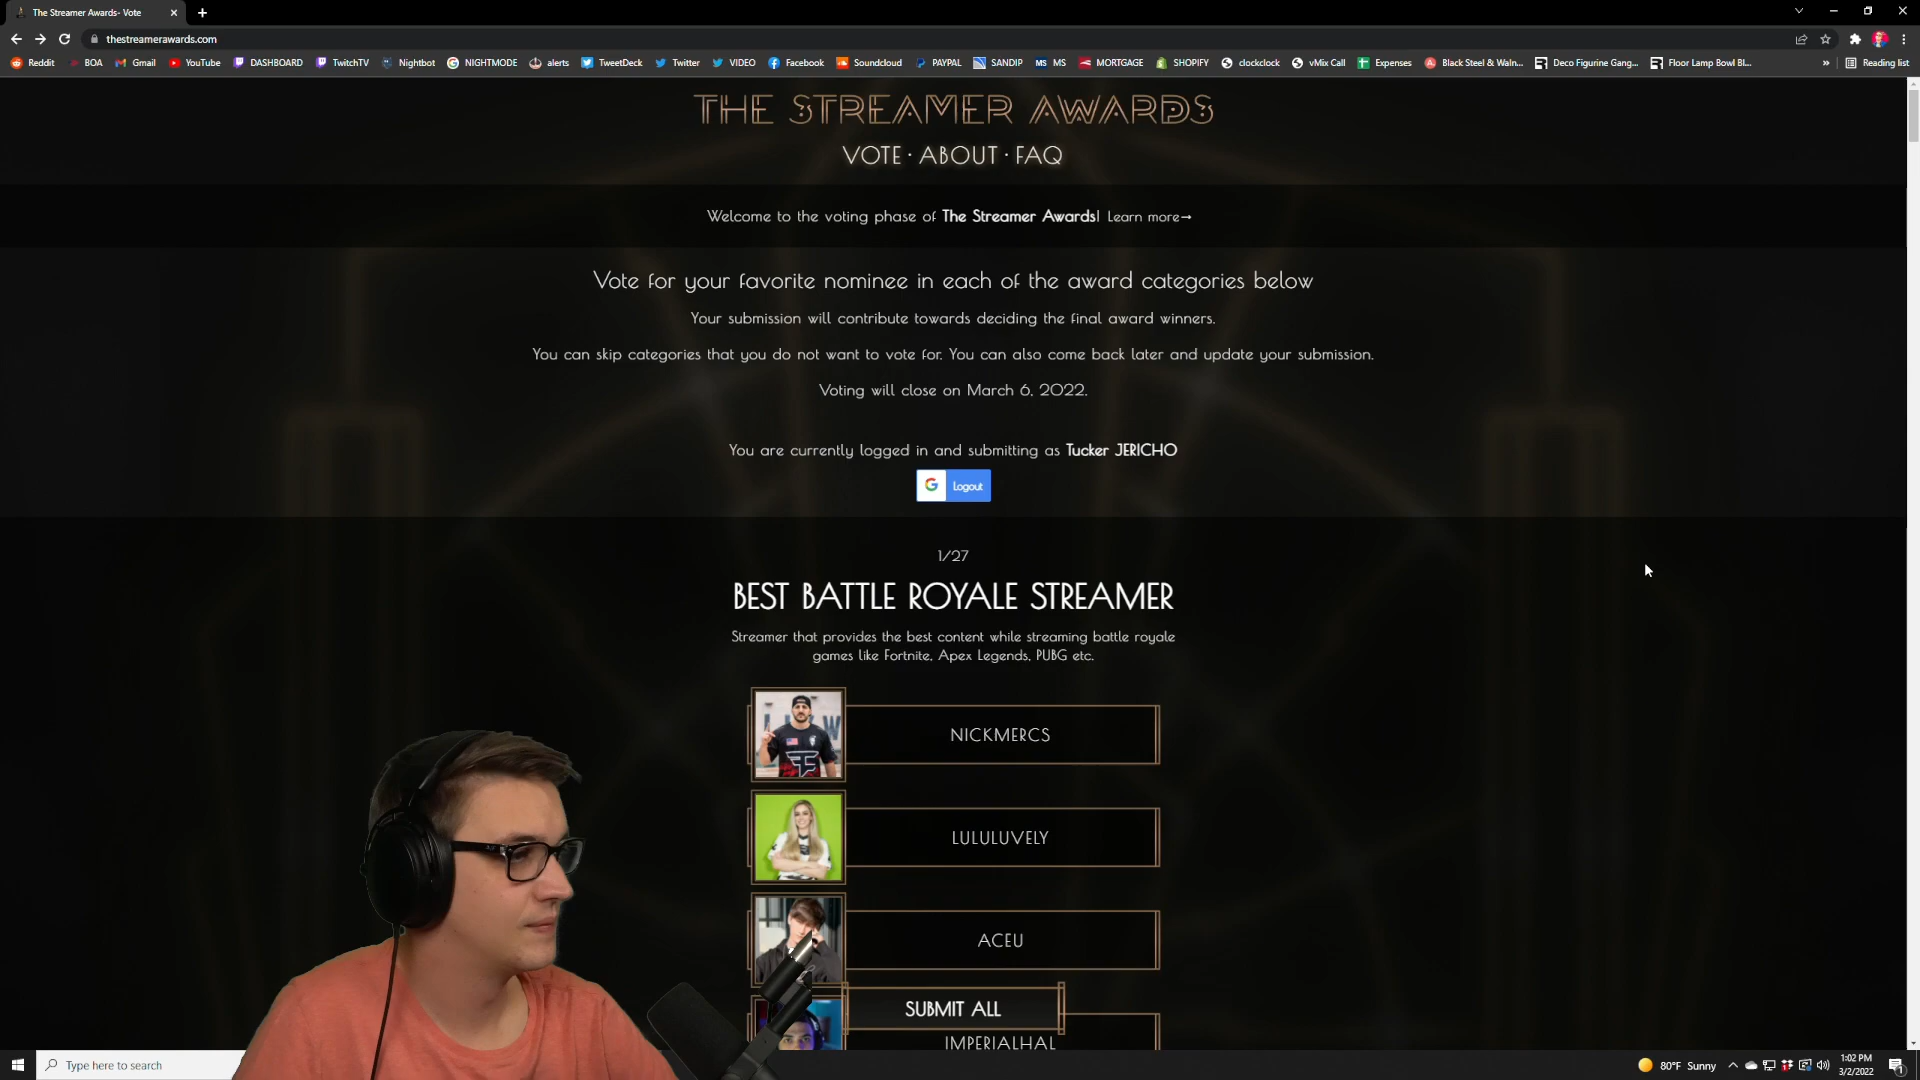 The Streamer Awards- Vote
thestreamerawards.com
Reddit BOA Gmail YouTube DASHBOARD TwitchTV Nightbot NIGHTMODE alerts TweetDeck Twitter VIDEO Facebook Soundcloud PAYPAL SANDIP MS MS MORTGAGE SHOPIFY clockclock vMix Call Expenses Black Steel & Waln... Deco Figurine Gang... Floor Lamp Bowl Bl... » Reading list
THE STREAMER AWARDS
VOTE · ABOUT · FAQ
Welcome to the voting phase of The Streamer Awards! Learn more→
Vote for your favorite nominee in each of the award categories below
Your submission will contribute towards deciding the final award winners.
You can skip categories that you do not want to vote for. You can also come back later and update your submission.
Voting will close on March 6, 2022.
You are currently logged in and submitting as Tucker JERICHO
G Logout
1/27
BEST BATTLE ROYALE STREAMER
Streamer that provides the best content while streaming battle royale
games like Fortnite, Apex Legends, PUBG etc.
NICKMERCS
LULULUVELY
ACEU
SUBMIT ALL
IMPERIALHAL
Type here to search
80°F Sunny
1:02 PM
3/2/2022